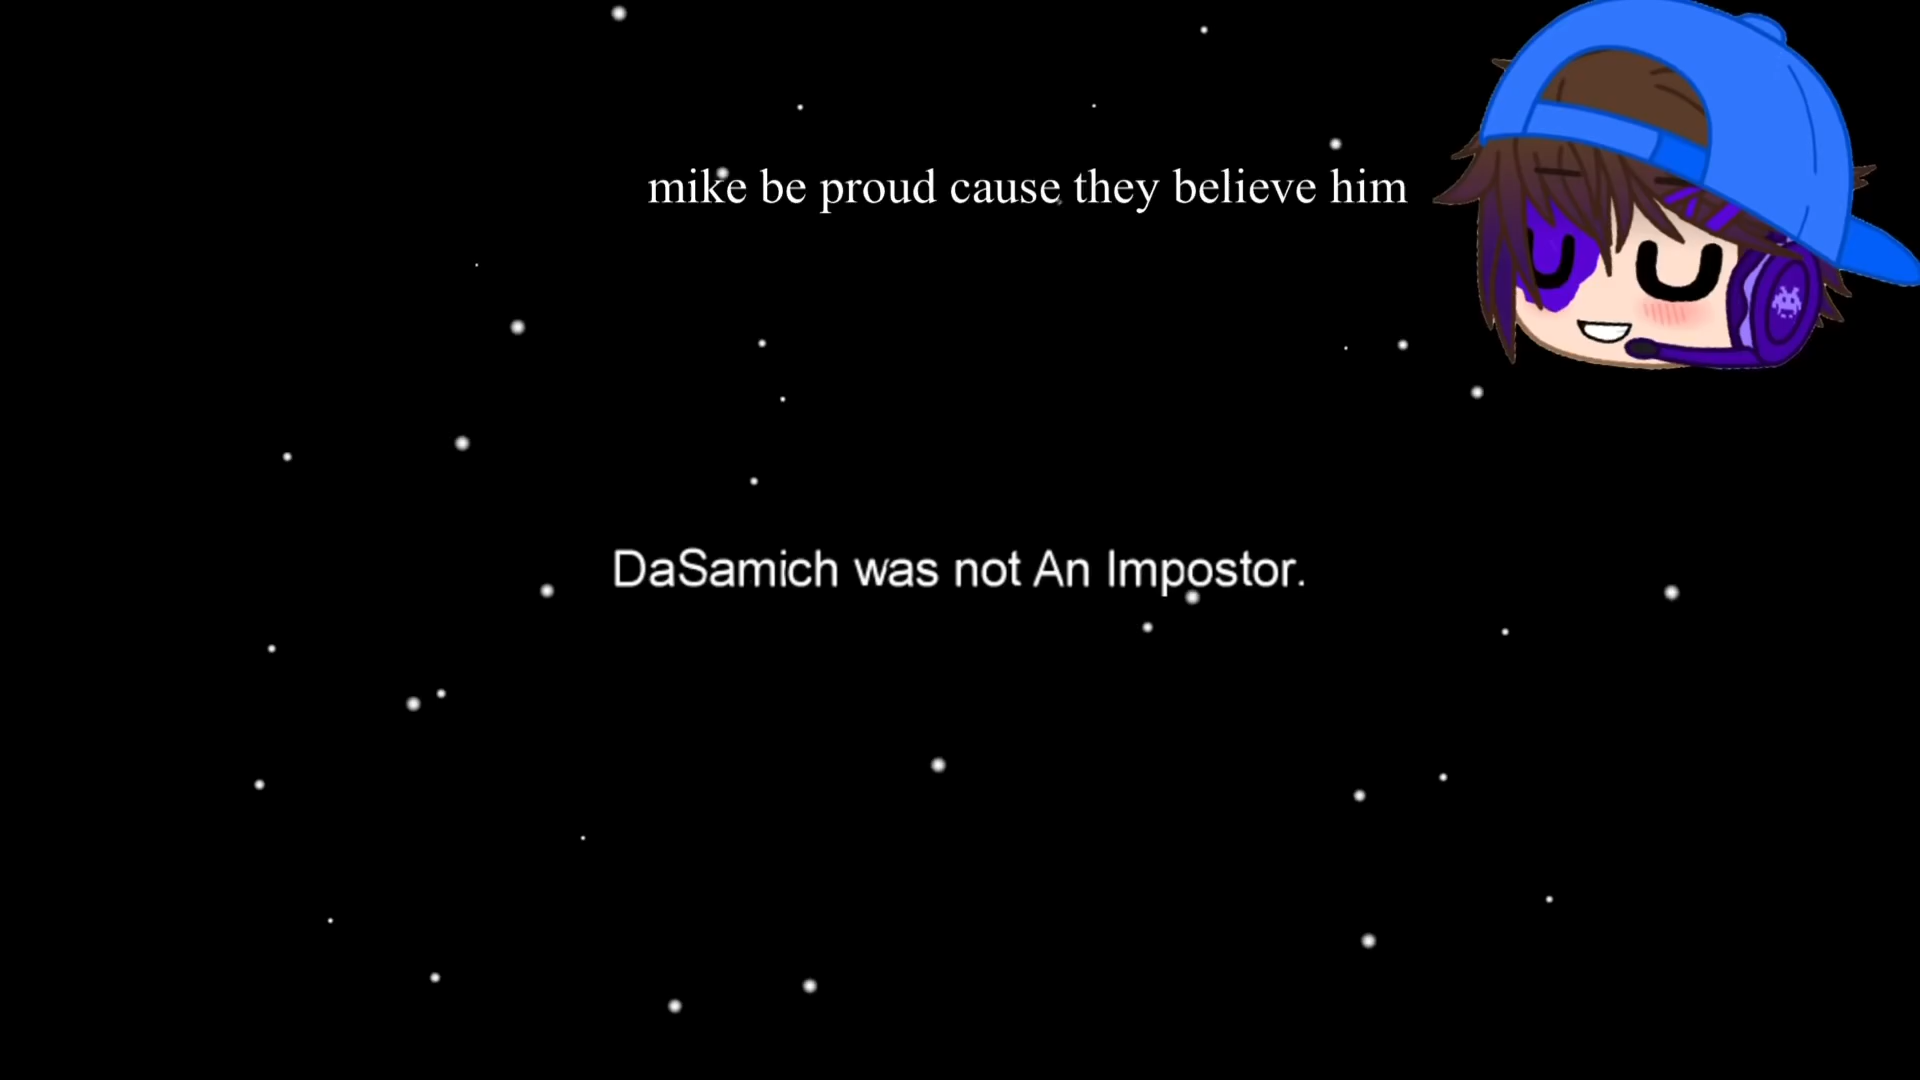 mike be proud cause they believe him
DaSamich was not An Impostor.